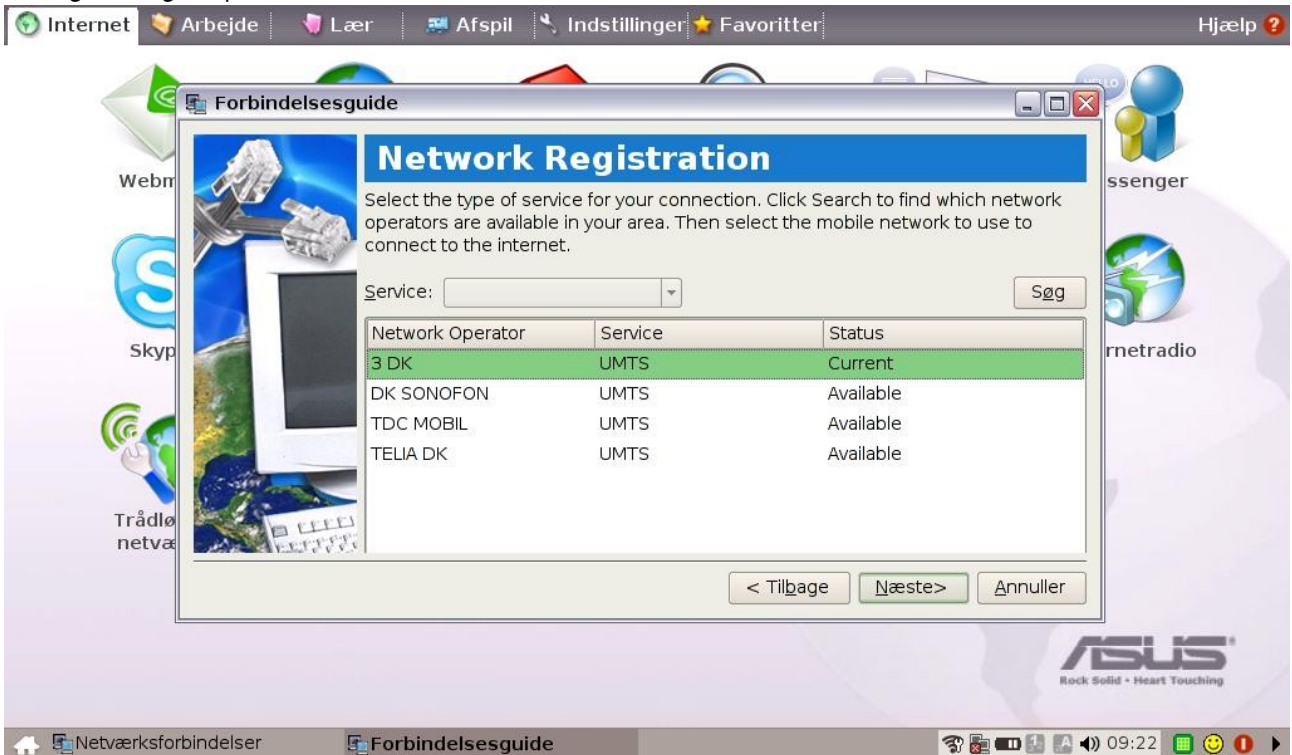 Internet Arbejde Lær Afspil Indstillinger Favoritter Hjælp
Forbindelsesguide
Network Registration
Select the type of service for your connection. Click Search to find which network
operators are available in your area. Then select the mobile network to use to
connect to the internet.
Service: Søg
Network Operator Service Status
3 DK UMTS Current
DK SONOFON UMTS Available
TDC MOBIL UMTS Available
TELIA DK UMTS Available
< Tilbage Næste> Annuller
Webm
ssenger
Skyp
rnetradio
Trådlø
netvæ
HELLO
ASUS
Rock Solid • Heart Touching
Netværksforbindelser Forbindelsesguide 09:22